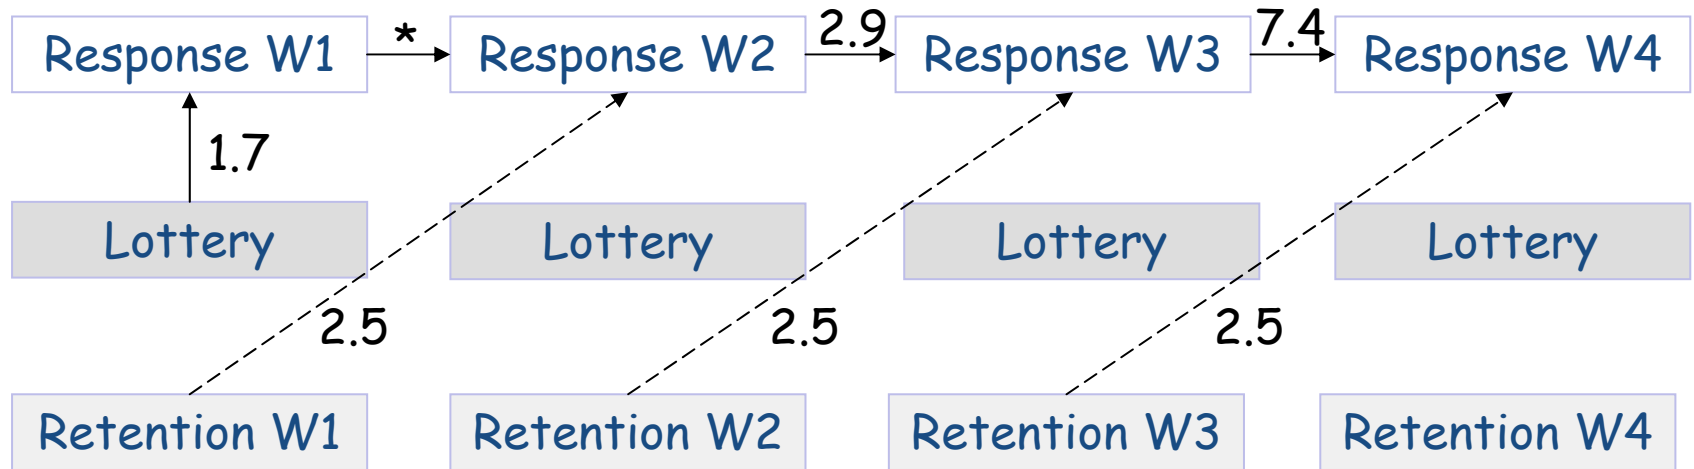 Response W1 * Response W2 2.9 Response W3 7.4 Response W4
1.7
Lottery Lottery Lottery Lottery
2.5 2.5 2.5
Retention W1 Retention W2 Retention W3 Retention W4